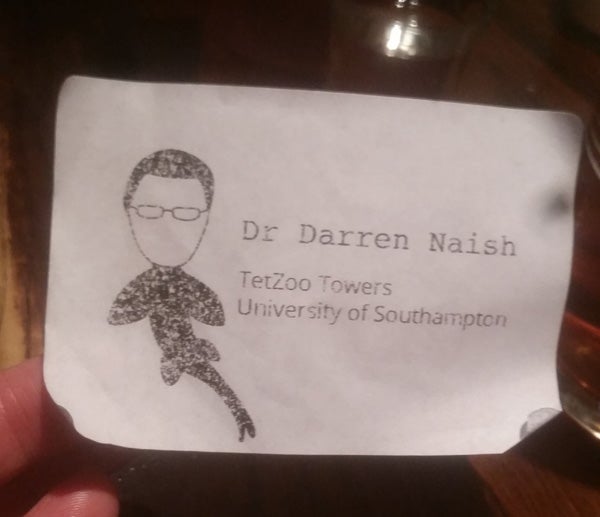 Dr Darren Naish
TetZoo Towers
University of Southampton